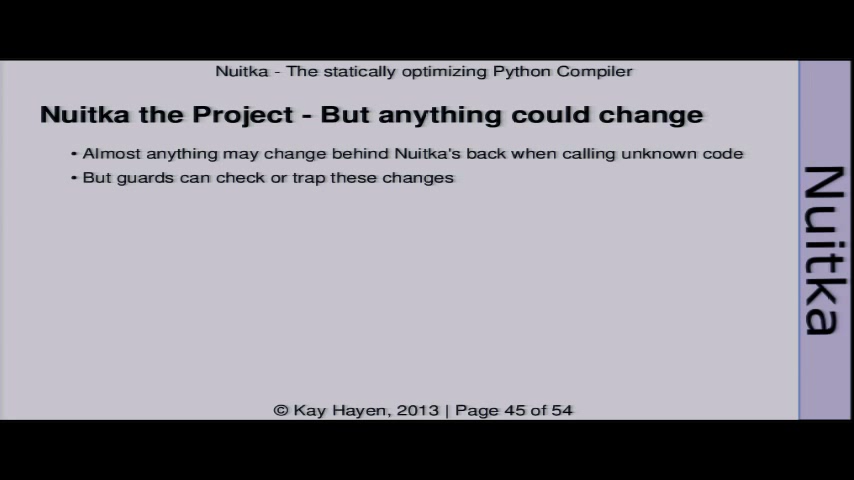 Nuitka - The statically optimizing Python Compiler
Nuitka the Project - But anything could change
• Almost anything may change behind Nuitka's back when calling unknown code
• But guards can check or trap these changes
Nuitka
© Kay Hayen, 2013 | Page 45 of 54